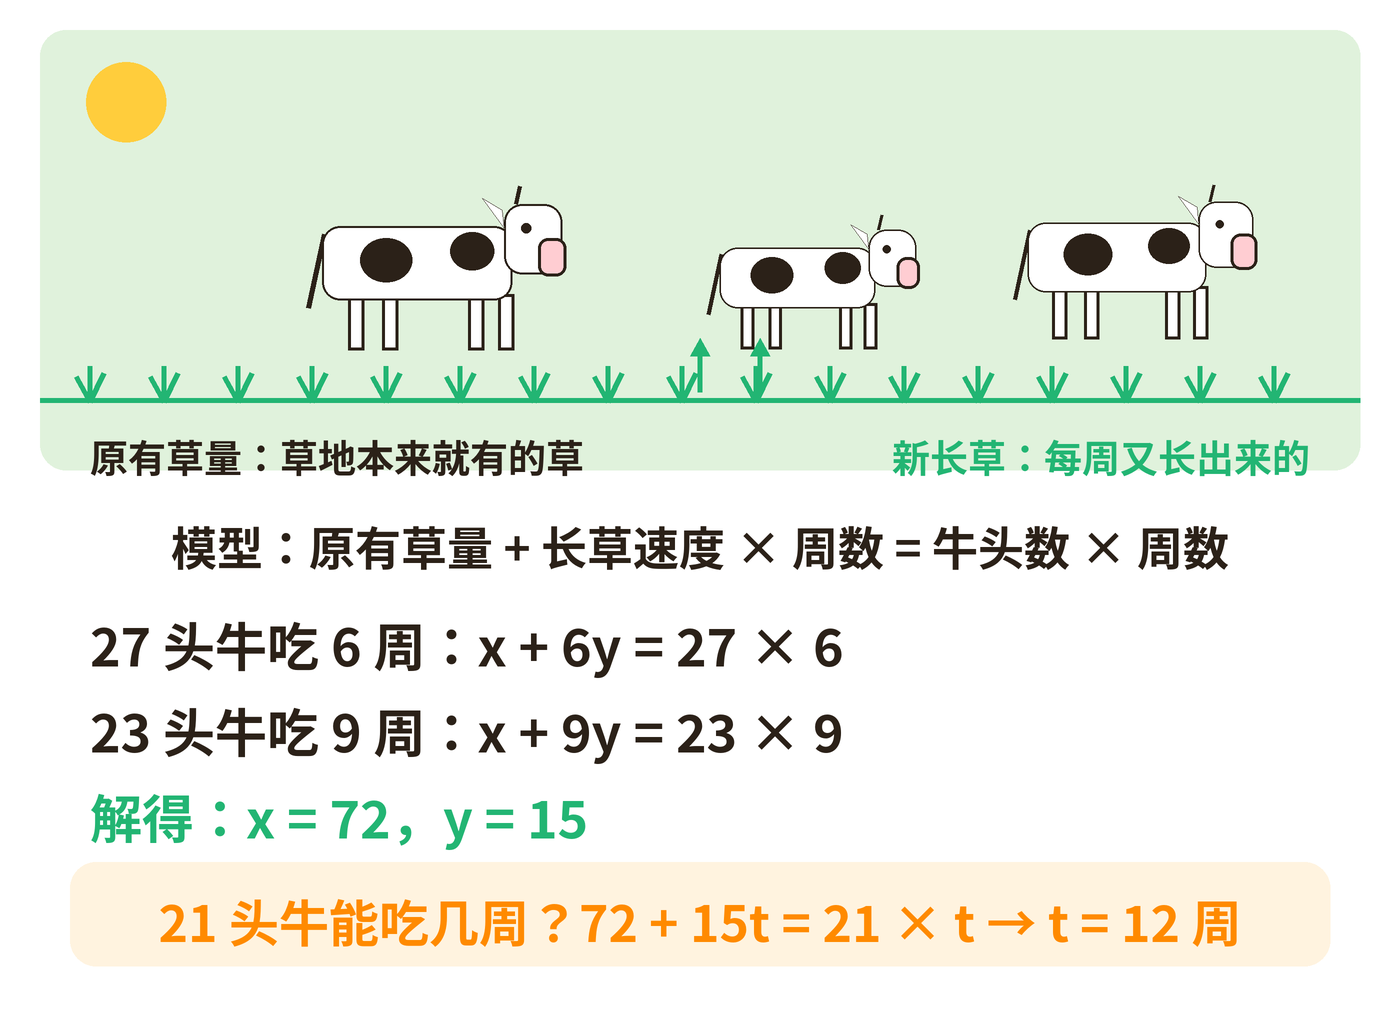 原有草量：草地本来就有的草
新长草：每周又长出来的
模型：原有草量 + 长草速度 × 周数 = 牛头数 × 周数
27 头牛吃 6 周：x + 6y = 27 × 6
23 头牛吃 9 周：x + 9y = 23 × 9
解得：x = 72，y = 15
21 头牛能吃几周？72 + 15t = 21 × t → t = 12 周